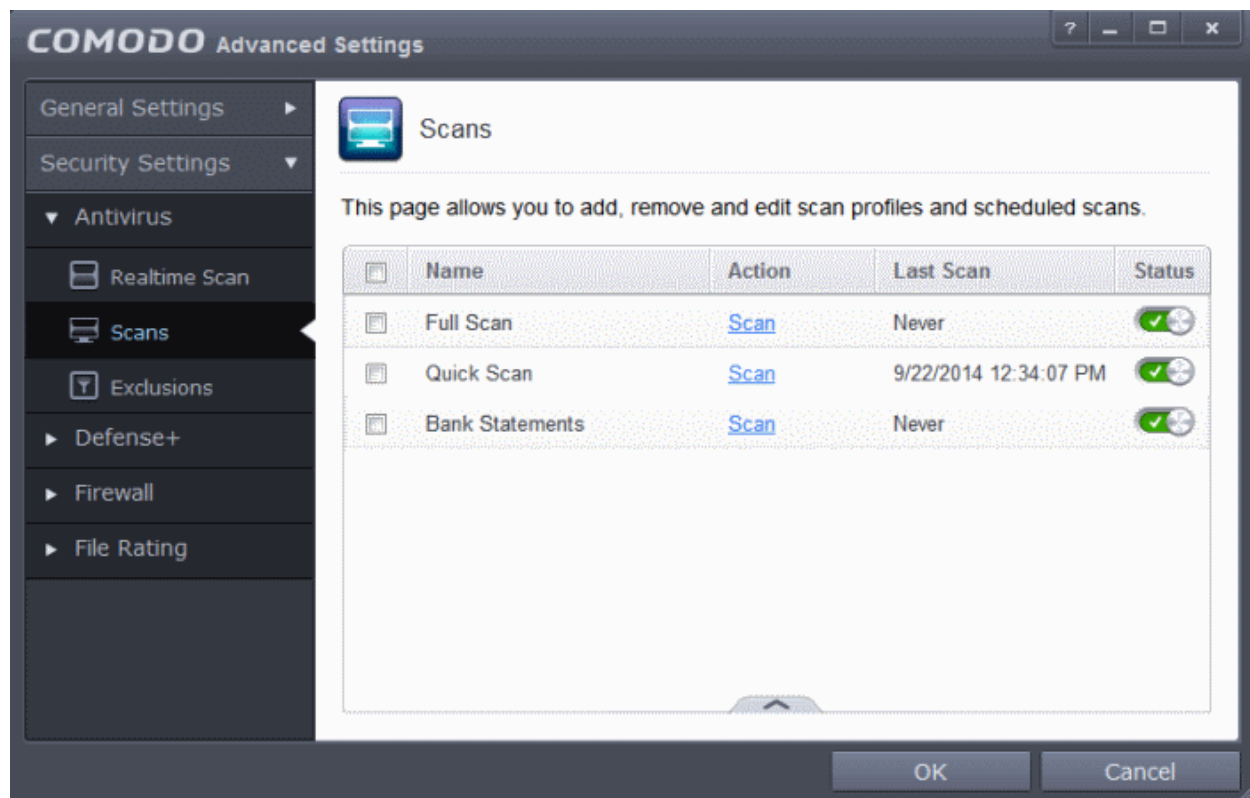 COMODO Advanced Settings
?
General Settings
Security Settings
Antivirus
Realtime Scan
Scans
Exclusions
Defense+
Firewall
File Rating
Scans
This page allows you to add, remove and edit scan profiles and scheduled scans.
Name Action Last Scan Status
Full Scan Scan Never
Quick Scan Scan 9/22/2014 12:34:07 PM
Bank Statements Scan Never
OK Cancel